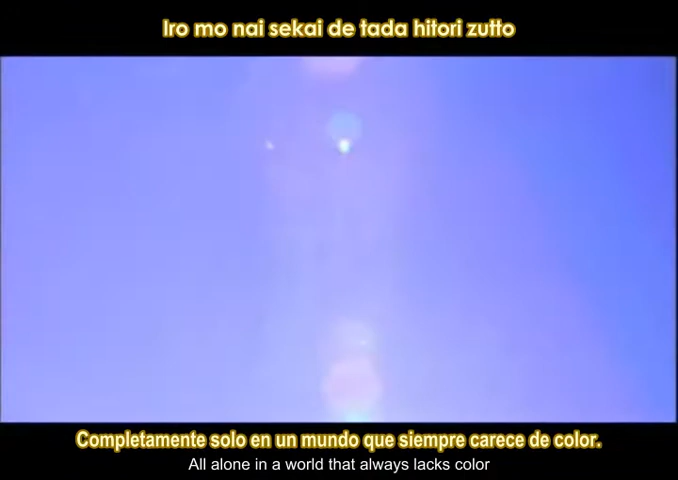 Iro mo nai sekai de tada hitori zutto
Completamente solo en un mundo que siempre carece de color.
All alone in a world that always lacks color